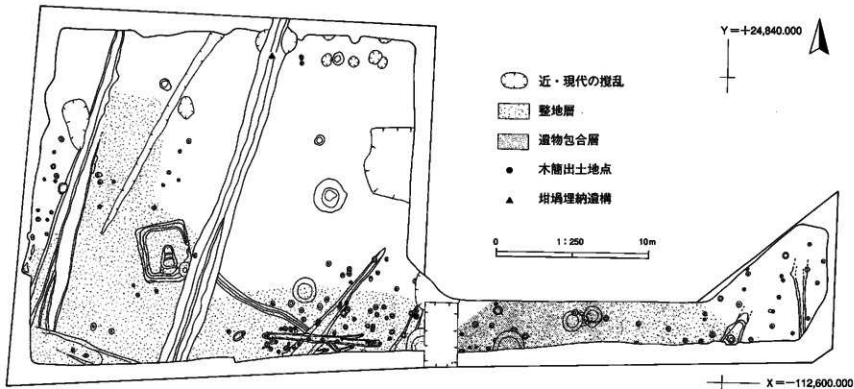 Y=+24,840.000
近・現代の攪乱
整地層
遺物包含層
木簡出土地点
坩堝埋納遺構
0 1:250 10m
X=-112,600.000